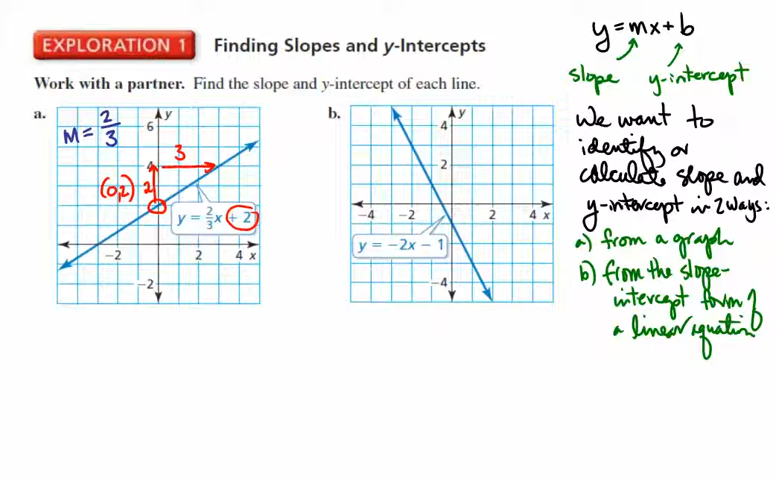 EXPLORATION 1 Finding Slopes and y-Intercepts
Work with a partner. Find the slope and y-intercept of each line.
a.
M = 2/3
6
y
4
3
(0,2)
2
y = 2/3x + 2
-2
2
4 x
-2
b.
4
y
2
-4
-2
2
4 x
y = -2x - 1
-4
y = mx + b
slope y-intercept
We want to
identify or
calculate slope and
y-intercept in 2 ways:
a) from a graph
b) from the slope-
intercept form of
a linear equation